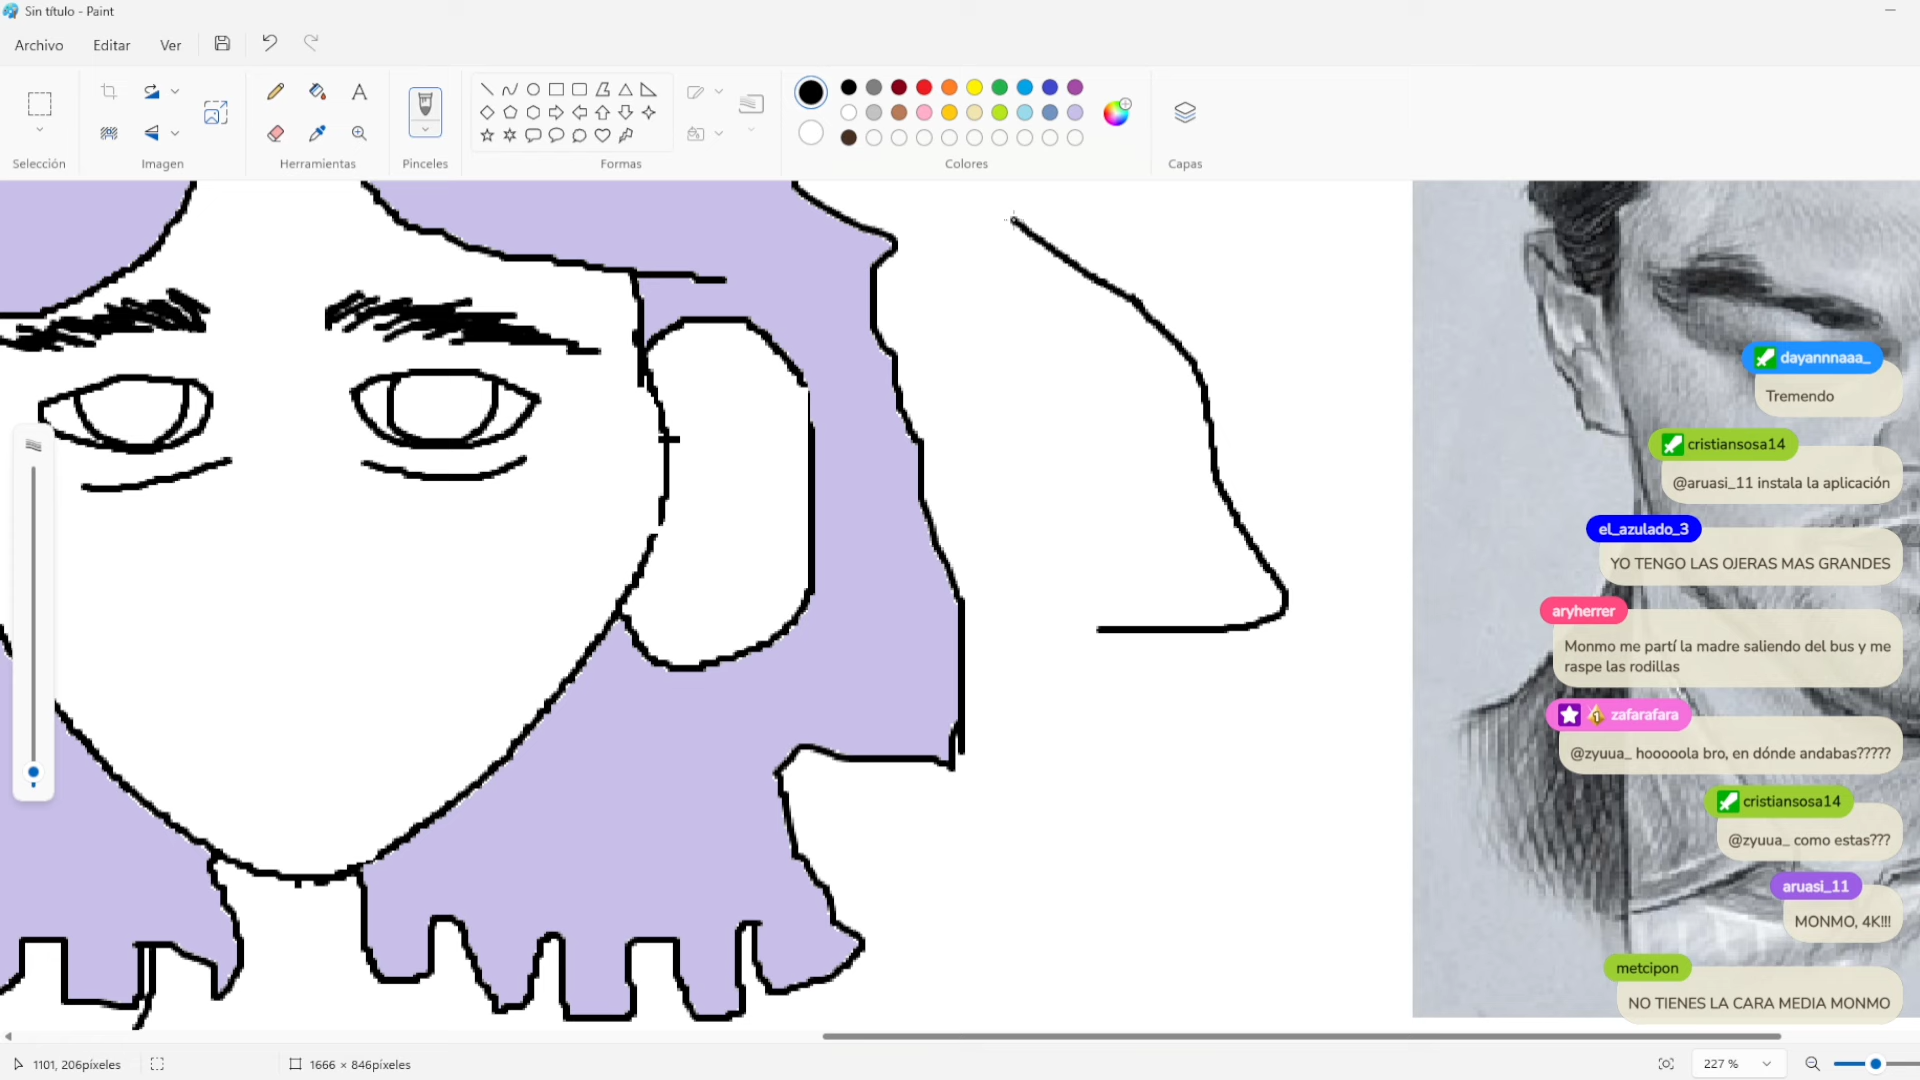 Sin título - Paint
Archivo
Editar
Ver
Selección
Imagen
Herramientas
Pinceles
Formas
Colores
Capas
dayannnaaa_
Tremendo
cristiansosa14
@aruasi_11 instala la aplicación
el_azulado_3
YO TENGO LAS OJERAS MAS GRANDES
aryherrer
Monmo me partí la madre saliendo del bus y me
raspe las rodillas
zafarafara
@zyuua_ hooooola bro, en dónde andabas?????
cristiansosa14
@zyuua_ como estas???
aruasi_11
MONMO, 4K!!!
metcipon
NO TIENES LA CARA MEDIA MONMO
1101, 206píxeles
1666 × 846píxeles
227 %